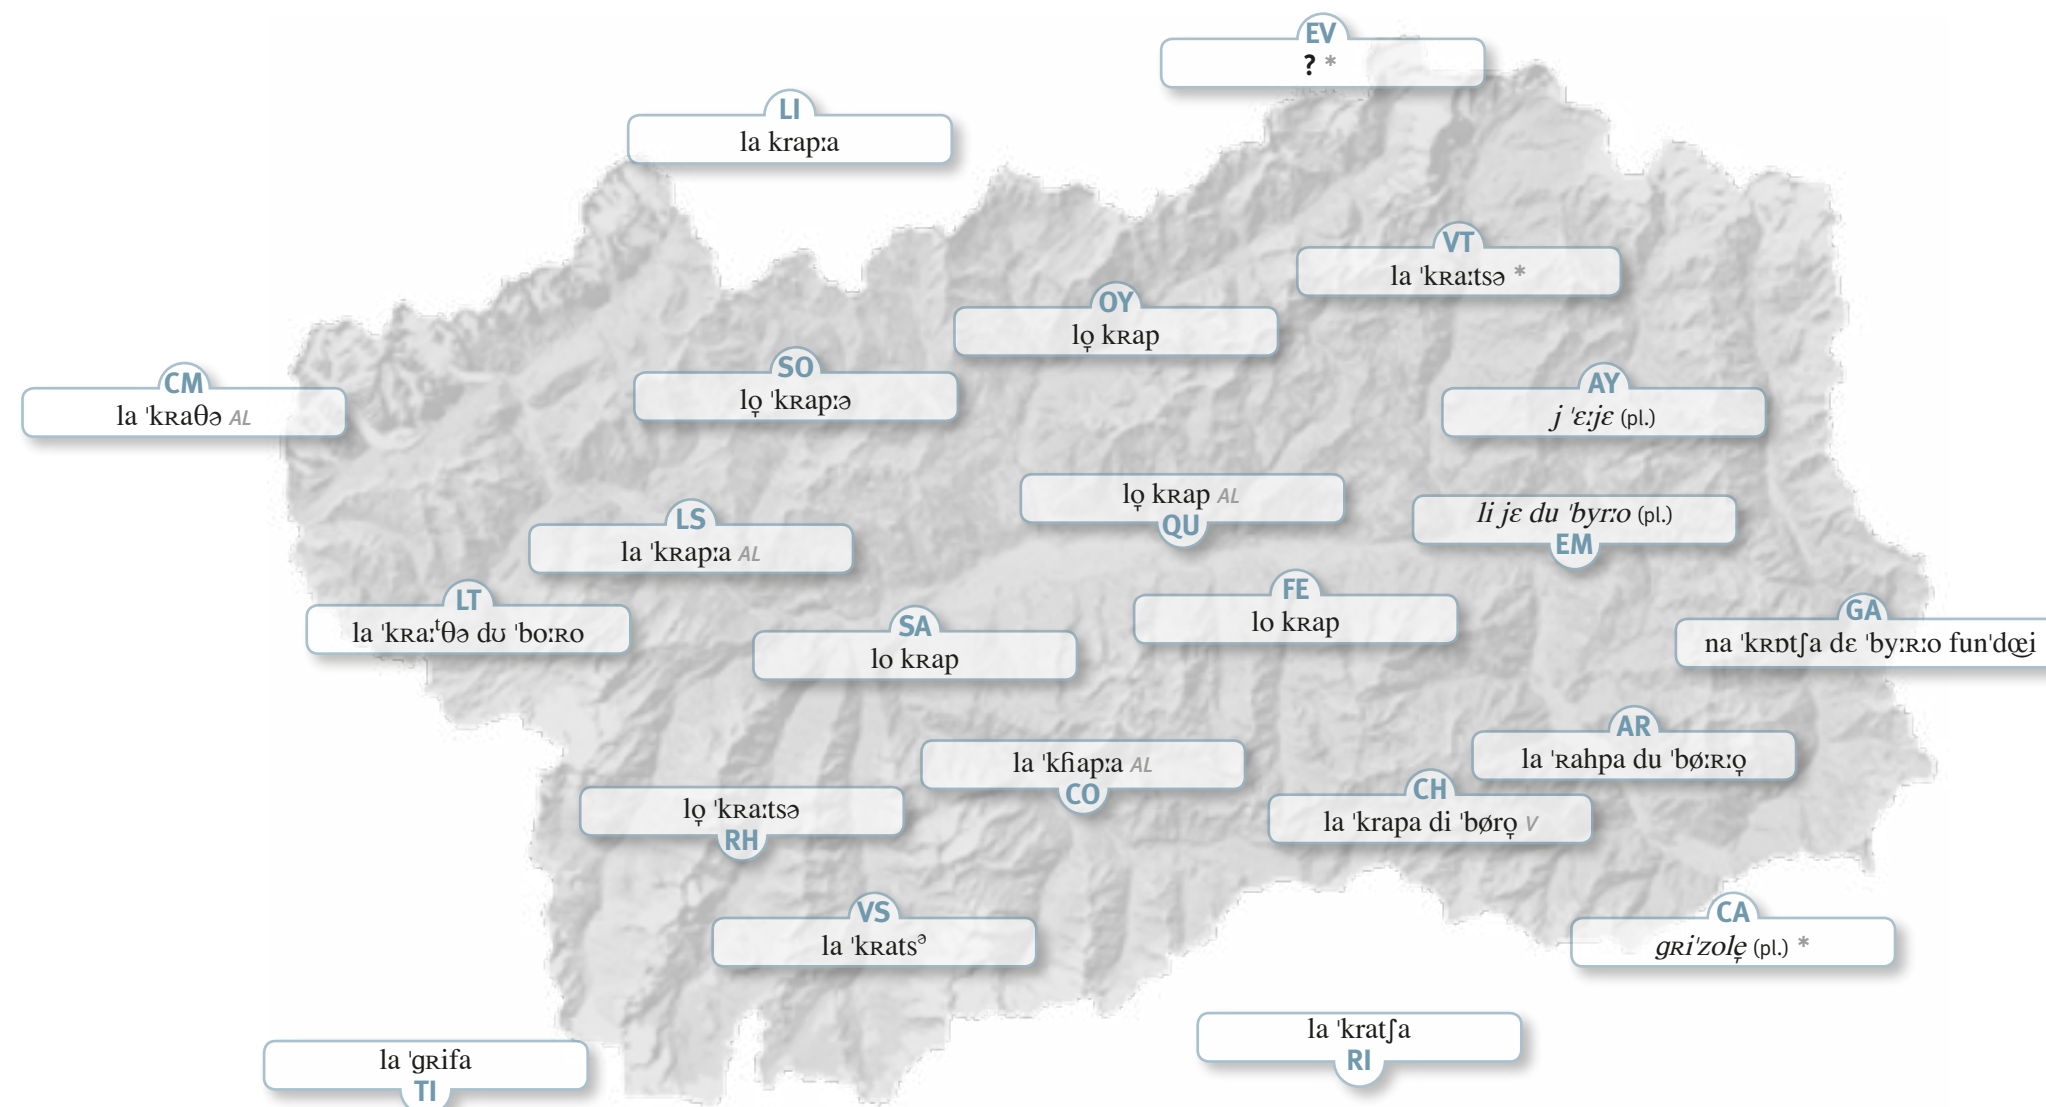 EV
? *
LI
la krapːa
VT
la ˈkʀaːtsə *
OY
lo̞ kʀap
SO
lo̞ ˈkʀapːə
CM
la ˈkʀaθə AL
AY
j ˈɛːjɛ (pl.)
lo̞ kʀap AL
QU
li jɛ du ˈbyrːo (pl.)
EM
LS
la ˈkʀapːa AL
FE
lo kʀap
LT
la ˈkʀaːᵗθə dʊ ˈboːʀo
SA
lo kʀap
GA
na ˈkʀɒtʃa dɛ ˈbyːʀːo funˈdœ͜i
AR
la ˈʀahpa du ˈbøːʀːo̞
la ˈkɦapːa AL
CO
CH
la ˈkrapa di ˈbøro̞ V
lo̞ ˈkʀaːtsə
RH
VS
la ˈkʀatsᵊ
CA
gʀiˈzole̞ (pl.) *
la ˈkratʃa
RI
la ˈgʀifa
TI